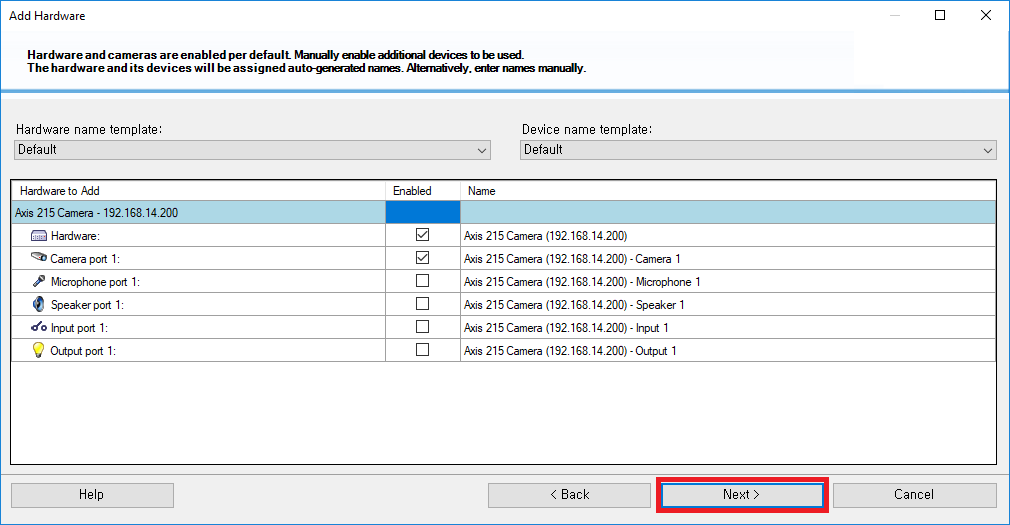 Add Hardware
Hardware and cameras are enabled per default. Manually enable additional devices to be used.
The hardware and its devices will be assigned auto-generated names. Alternatively, enter names manually.
Hardware name template: Device name template:
Default Default
Hardware to Add Enabled Name
Axis 215 Camera - 192.168.14.200
Hardware: Axis 215 Camera (192.168.14.200)
Camera port 1: Axis 215 Camera (192.168.14.200) - Camera 1
Microphone port 1: Axis 215 Camera (192.168.14.200) - Microphone 1
Speaker port 1: Axis 215 Camera (192.168.14.200) - Speaker 1
Input port 1: Axis 215 Camera (192.168.14.200) - Input 1
Output port 1: Axis 215 Camera (192.168.14.200) - Output 1
Help < Back Next > Cancel